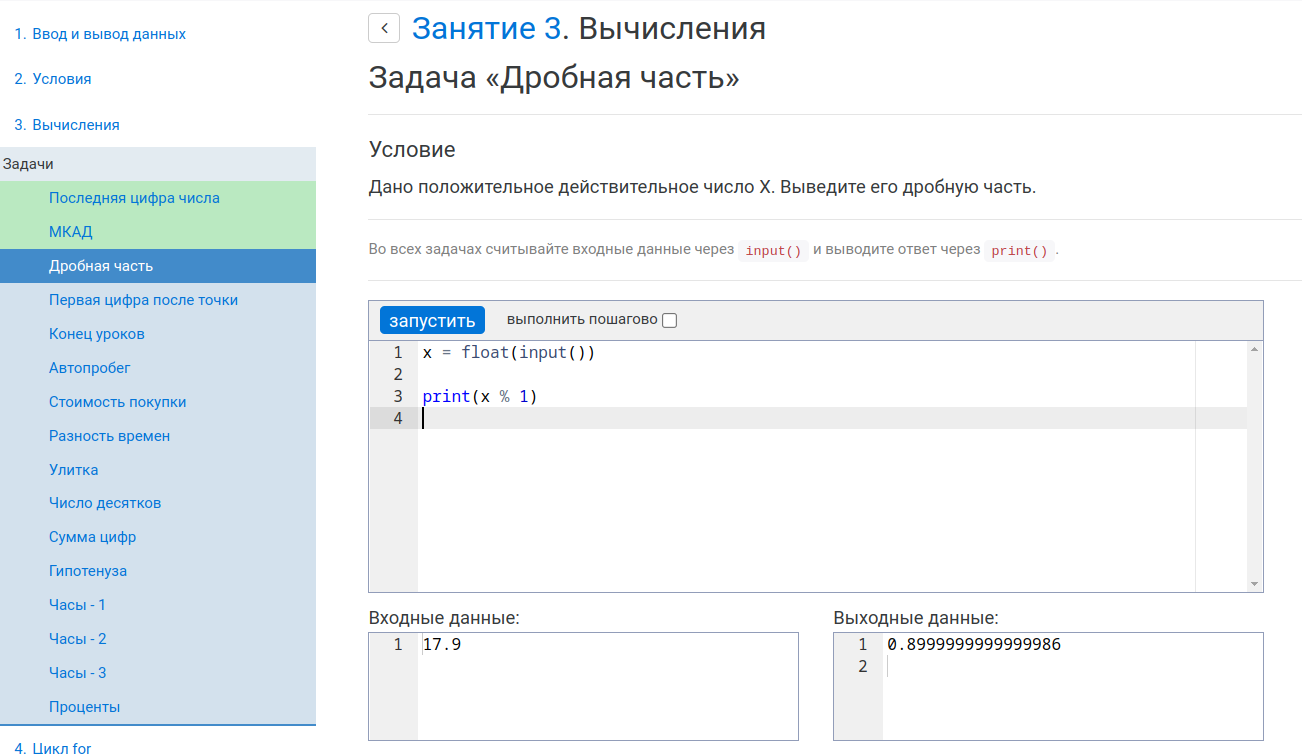 1. Ввод и вывод данных
2. Условия
3. Вычисления
Задачи
Последняя цифра числа
МКАД
Дробная часть
Первая цифра после точки
Конец уроков
Автопробег
Стоимость покупки
Разность времен
Улитка
Число десятков
Сумма цифр
Гипотенуза
Часы - 1
Часы - 2
Часы - 3
Проценты
4. Цикл for
Занятие 3. Вычисления
Задача «Дробная часть»
Условие
Дано положительное действительное число X. Выведите его дробную часть.
Во всех задачах считывайте входные данные через input() и выводите ответ через print().
запустить выполнить пошагово
1 x = float(input())
2
3 print(x % 1)
4
Входные данные:
1 17.9
Выходные данные:
1 0.8999999999999986
2